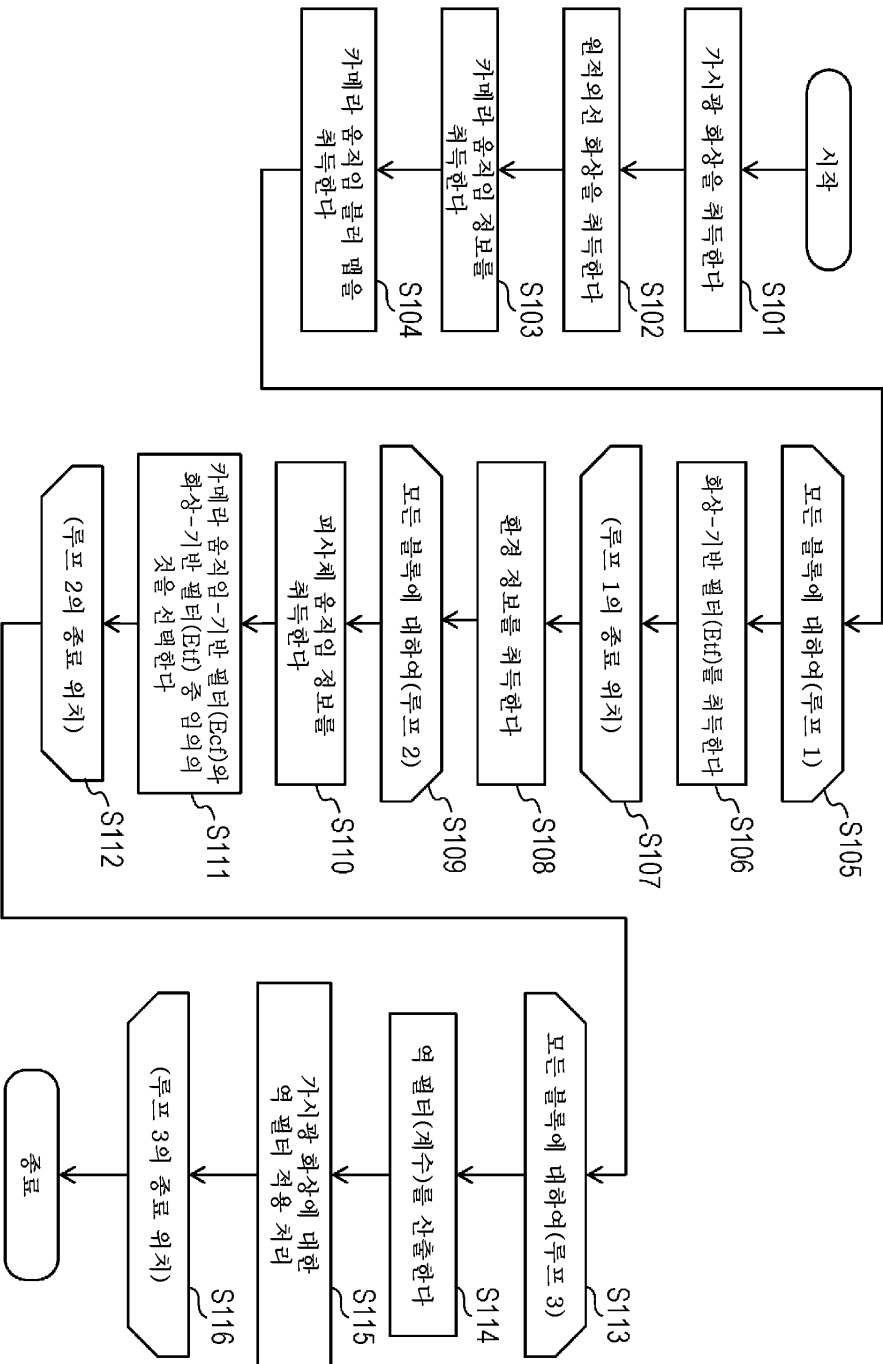 시작
가시광 화상을 취득한다
S101
원적외선 화상을 취득한다
S102
카메라 움직임 정보를
취득한다
S103
카메라 움직임 블러 맵을
취득한다
S104
모든 블록에 대하여(루프 1)
S105
화상-기반 필터(Etf)를 취득한다
S106
(루프 1의 종료 위치)
S107
환경 정보를 취득한다
S108
모든 블록에 대하여(루프 2)
S109
피사체 움직임 정보를
취득한다
S110
카메라 움직임-기반 필터(Ecf)와
화상-기반 필터(Etf) 중 임의의
것을 선택한다
S111
(루프 2의 종료 위치)
S112
모든 블록에 대하여(루프 3)
S113
역 필터(계수)를 산출한다
S114
가시광 화상에 대한
역 필터 적용 처리
S115
(루프 3의 종료 위치)
S116
종료